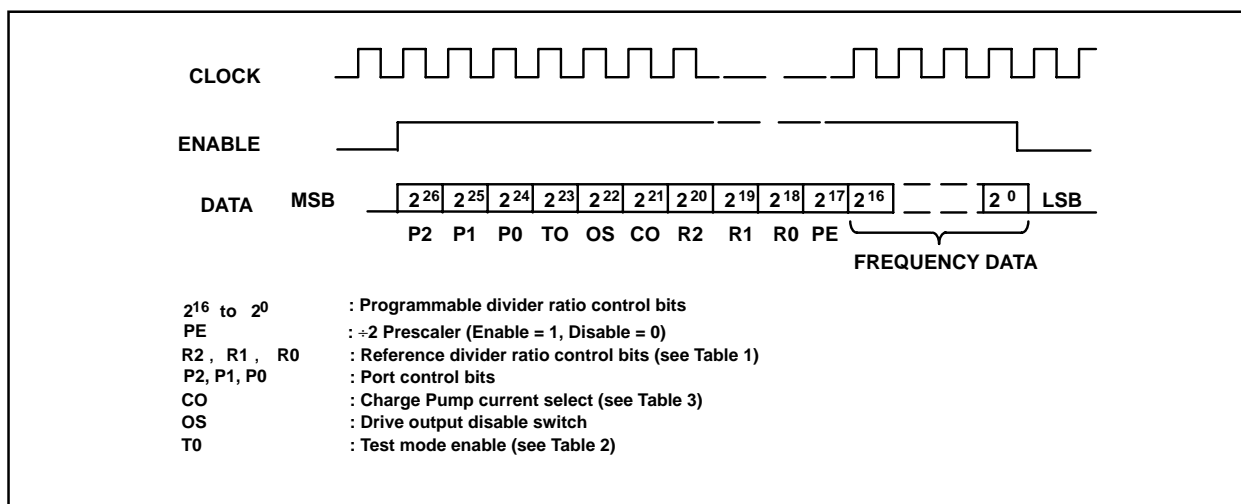 CLOCK
ENABLE
DATA MSB 2²⁶ 2²⁵ 2²⁴ 2²³ 2²² 2²¹ 2²⁰ 2¹⁹ 2¹⁸ 2¹⁷ 2¹⁶ 2⁰ LSB
P2 P1 P0 TO OS CO R2 R1 R0 PE
FREQUENCY DATA
2¹⁶ to 2⁰ : Programmable divider ratio control bits
PE : ÷2 Prescaler (Enable = 1, Disable = 0)
R2 , R1 , R0 : Reference divider ratio control bits (see Table 1)
P2, P1, P0 : Port control bits
CO : Charge Pump current select (see Table 3)
OS : Drive output disable switch
T0 : Test mode enable (see Table 2)